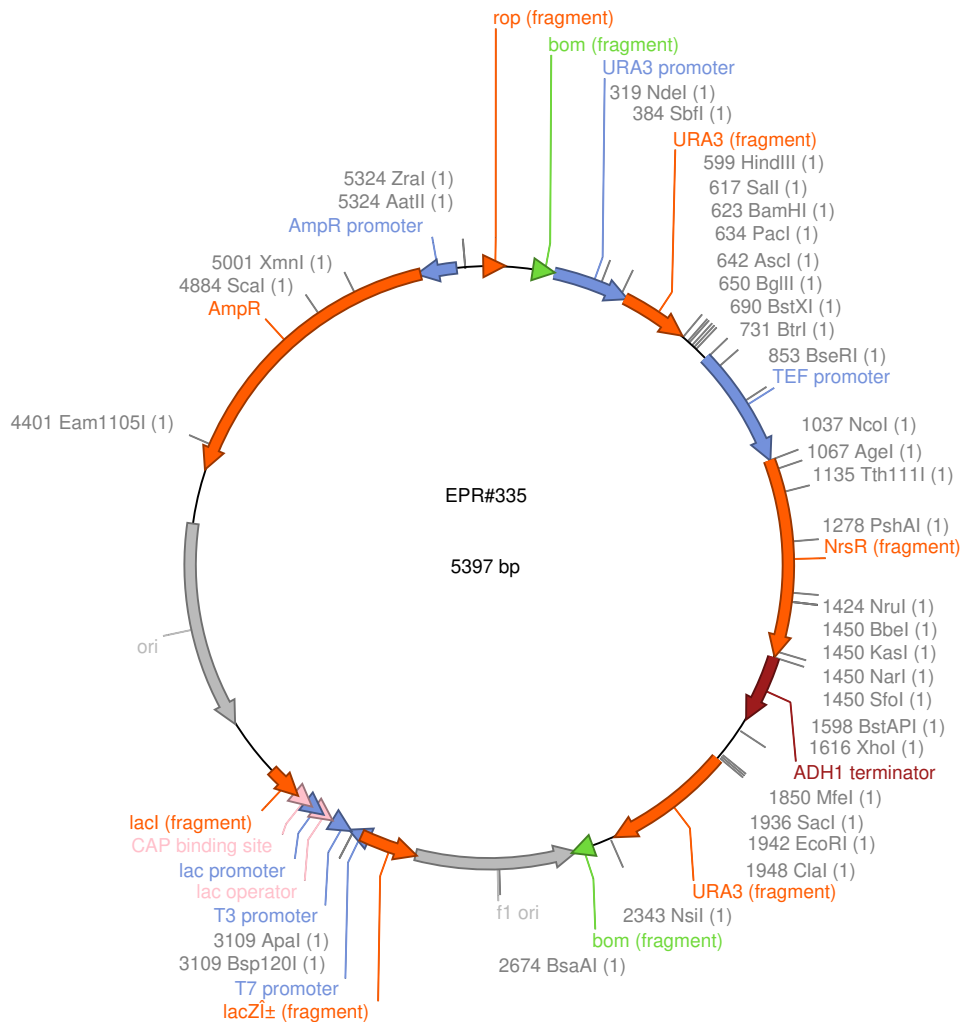 rop (fragment)
bom (fragment)
URA3 promoter
319 NdeI (1)
384 SbfI (1)
URA3 (fragment)
599 HindIII (1)
617 SalI (1)
623 BamHI (1)
634 PacI (1)
642 AscI (1)
650 BglII (1)
690 BstXI (1)
731 BtrI (1)
853 BseRI (1)
TEF promoter
1037 NcoI (1)
1067 AgeI (1)
1135 Tth111I (1)
1278 PshAI (1)
NrsR (fragment)
1424 NruI (1)
1450 BbeI (1)
1450 KasI (1)
1450 NarI (1)
1450 SfoI (1)
1598 BstAPI (1)
1616 XhoI (1)
ADH1 terminator
1850 MfeI (1)
1936 SacI (1)
1942 EcoRI (1)
1948 ClaI (1)
URA3 (fragment)
2343 NsiI (1)
bom (fragment)
2674 BsaAI (1)
f1 ori
lacZÎ± (fragment)
T7 promoter
3109 Bsp120I (1)
3109 ApaI (1)
T3 promoter
lac operator
lac promoter
CAP binding site
lacI (fragment)
ori
4401 Eam1105I (1)
AmpR
4884 ScaI (1)
5001 XmnI (1)
AmpR promoter
5324 AatII (1)
5324 ZraI (1)
EPR#335
5397 bp